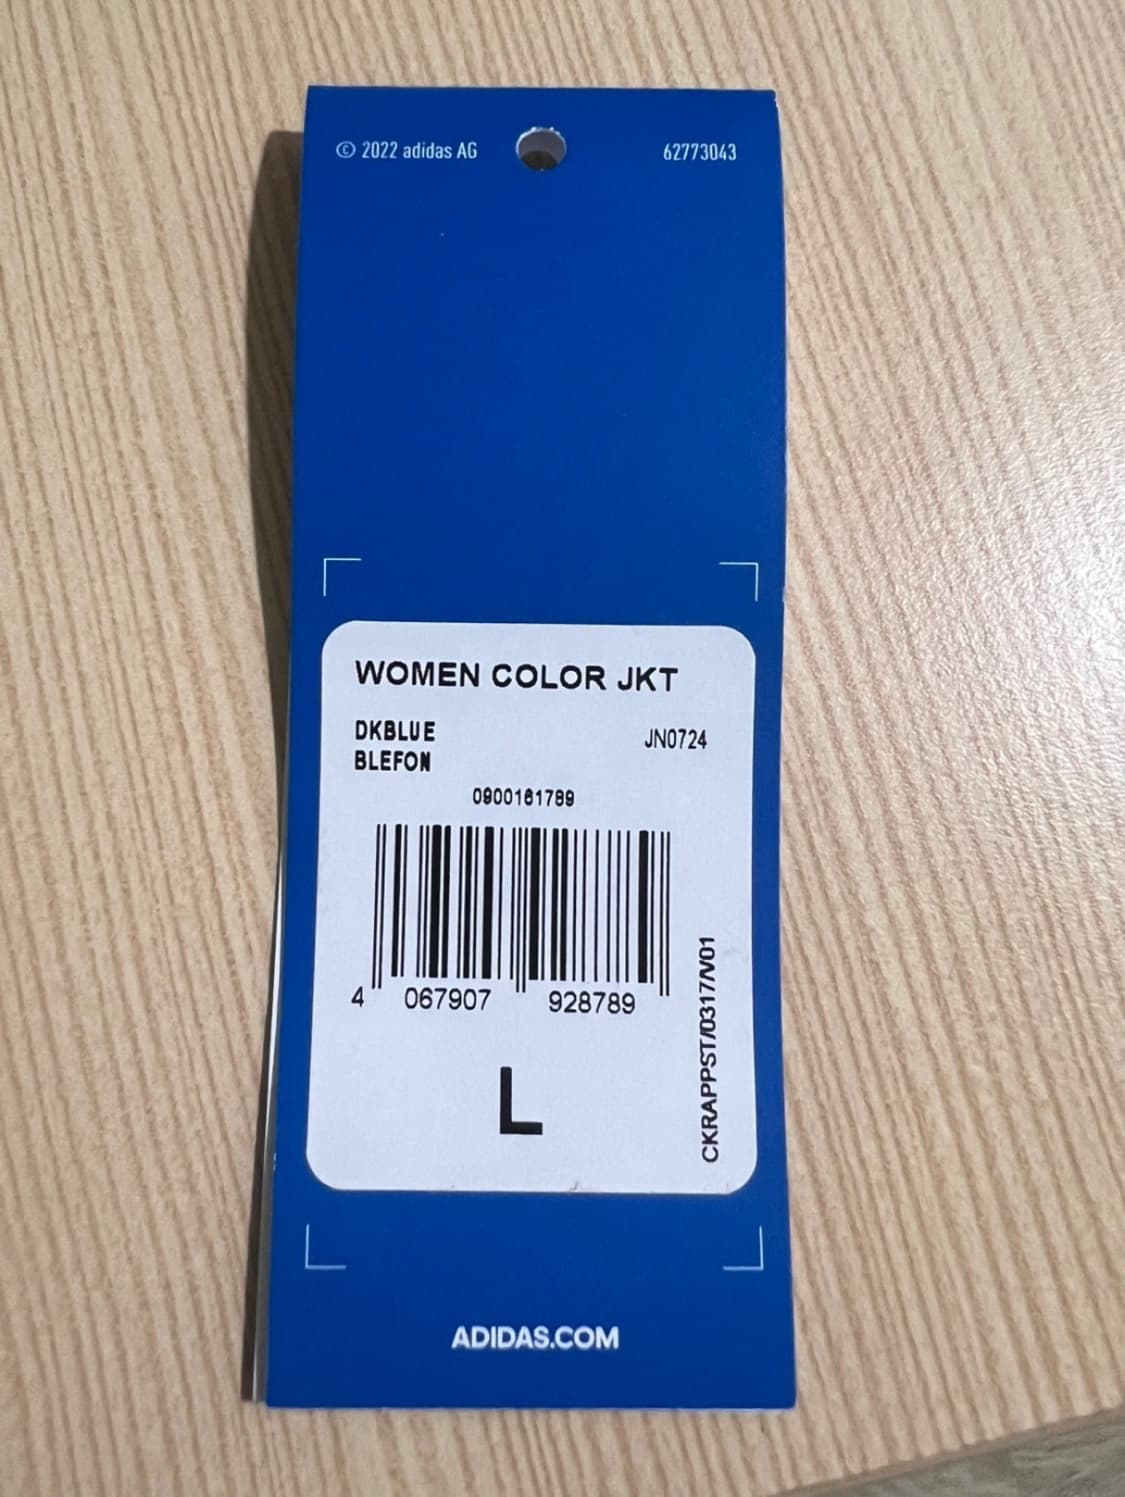 © 2022 adidas AG
62773043
WOMEN COLOR JKT
DKBLUE
BLEFON
JN0724
0900161789
4 067907 928789
L
CKRAPPST/0317/V01
ADIDAS.COM